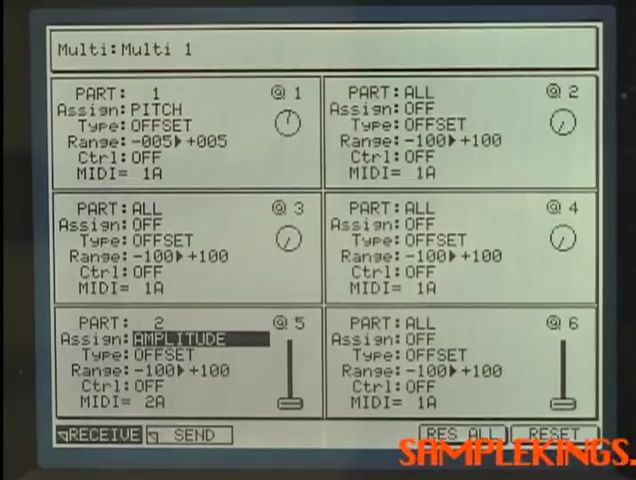 Multi:Multi 1
PART: 1 @ 1
Assign:PITCH
Type:OFFSET
Range:-005▸+005
Ctrl:OFF
MIDI= 1A
PART:ALL @ 2
Assign:OFF
Type:OFFSET
Range:-100▸+100
Ctrl:OFF
MIDI= 1A
PART:ALL @ 3
Assign:OFF
Type:OFFSET
Range:-100▸+100
Ctrl:OFF
MIDI= 1A
PART:ALL @ 4
Assign:OFF
Type:OFFSET
Range:-100▸+100
Ctrl:OFF
MIDI= 1A
PART: 2 @ 5
Assign:AMPLITUDE
Type:OFFSET
Range:-100▸+100
Ctrl:OFF
MIDI= 2A
PART:ALL @ 6
Assign:OFF
Type:OFFSET
Range:-100▸+100
Ctrl:OFF
MIDI= 1A
RECEIVE SEND RES ALL RESET
SAMPLEKINGS.